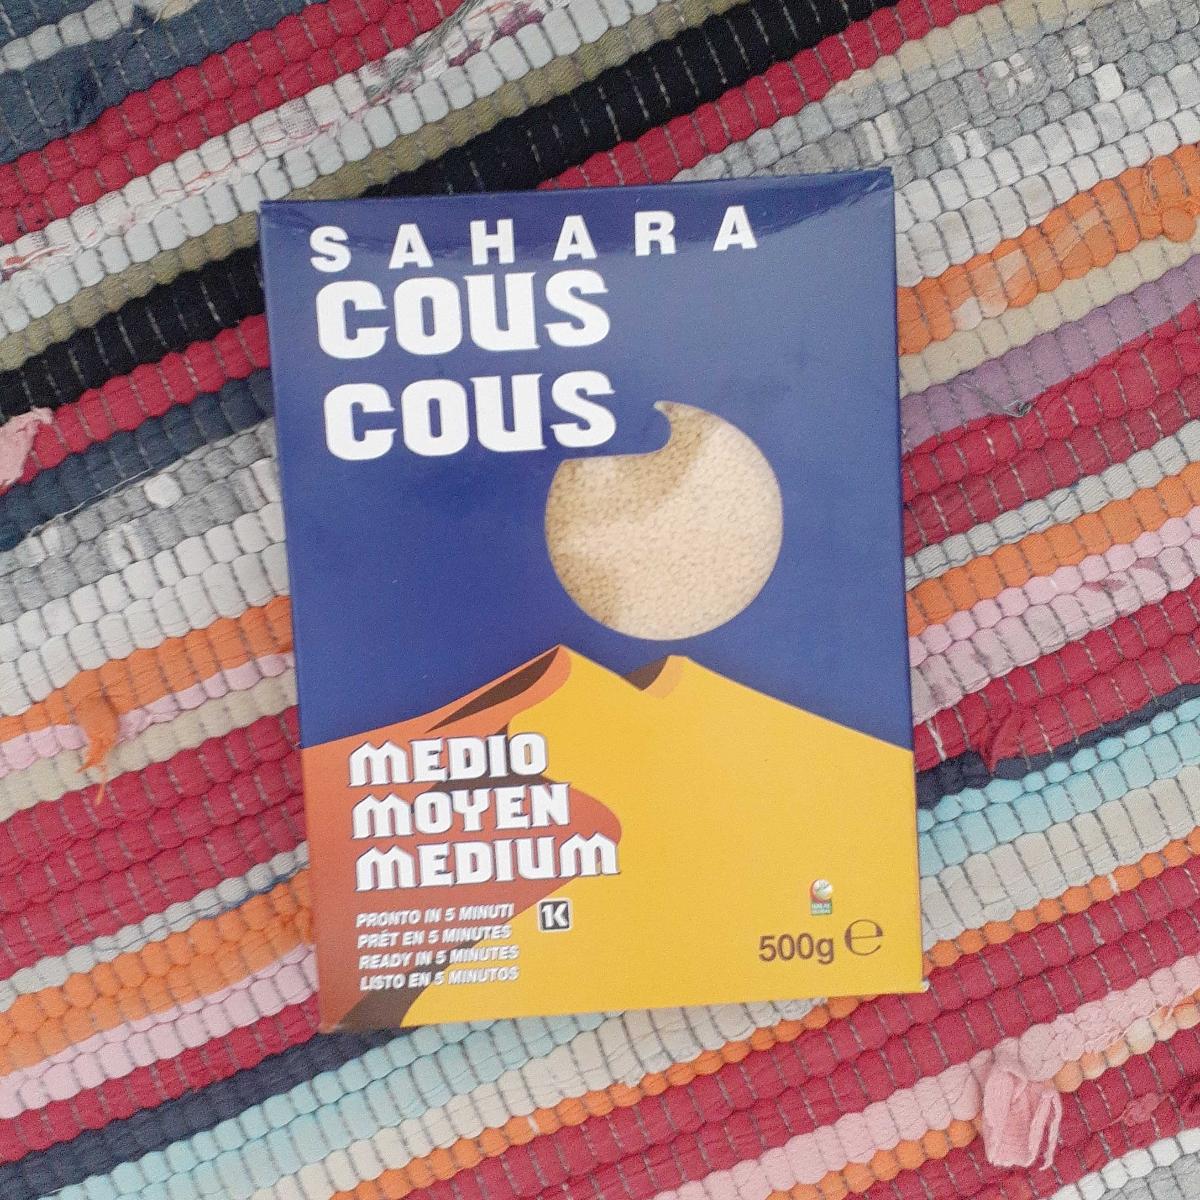 SAHARA
COUS
COUS
MEDIO
MOYEN
MEDIUM
PRONTO IN 5 MINUTI
PRÊT EN 5 MINUTES
READY IN 5 MINUTES
LISTO EN 5 MINUTOS
1K
500g ℮